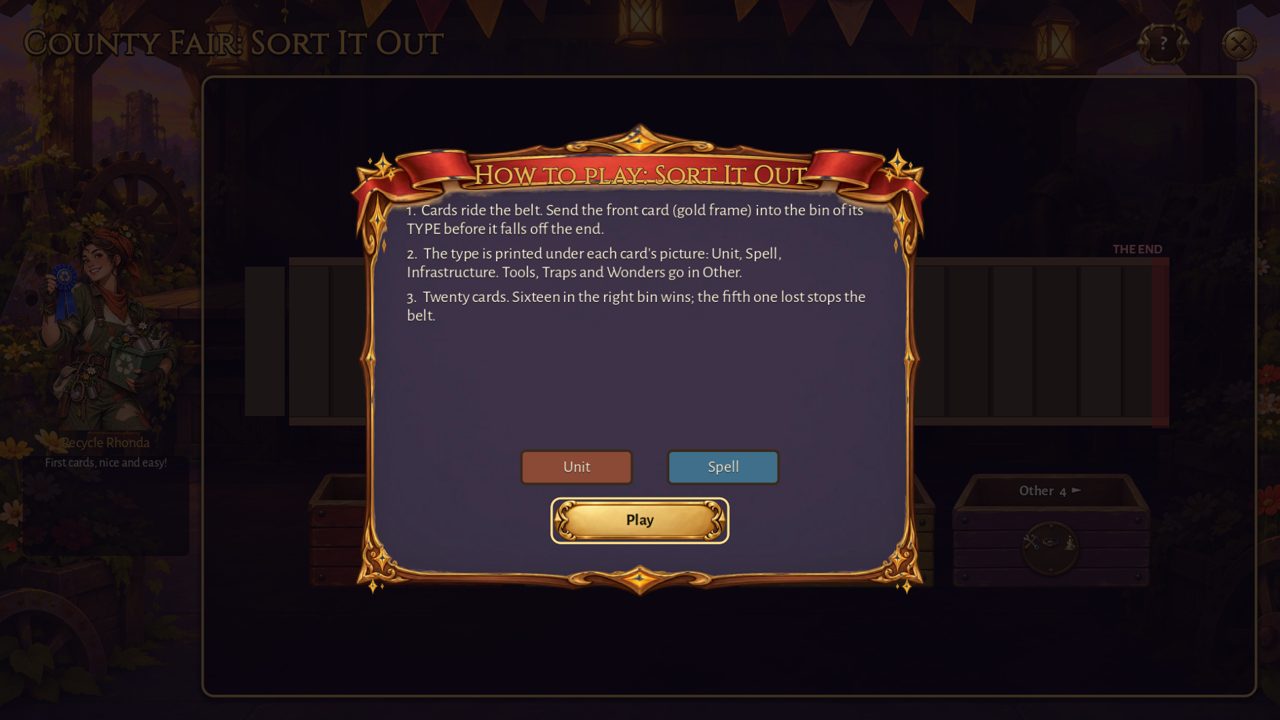 County Fair: Sort It Out
?
How to play: Sort It Out
1. Cards ride the belt. Send the front card (gold frame) into the bin of its
TYPE before it falls off the end.
2. The type is printed under each card's picture: Unit, Spell,
Infrastructure. Tools, Traps and Wonders go in Other.
3. Twenty cards. Sixteen in the right bin wins; the fifth one lost stops the
belt.
THE END
Recycle Rhonda
First cards, nice and easy!
Unit
Spell
Other 4 ►
Play